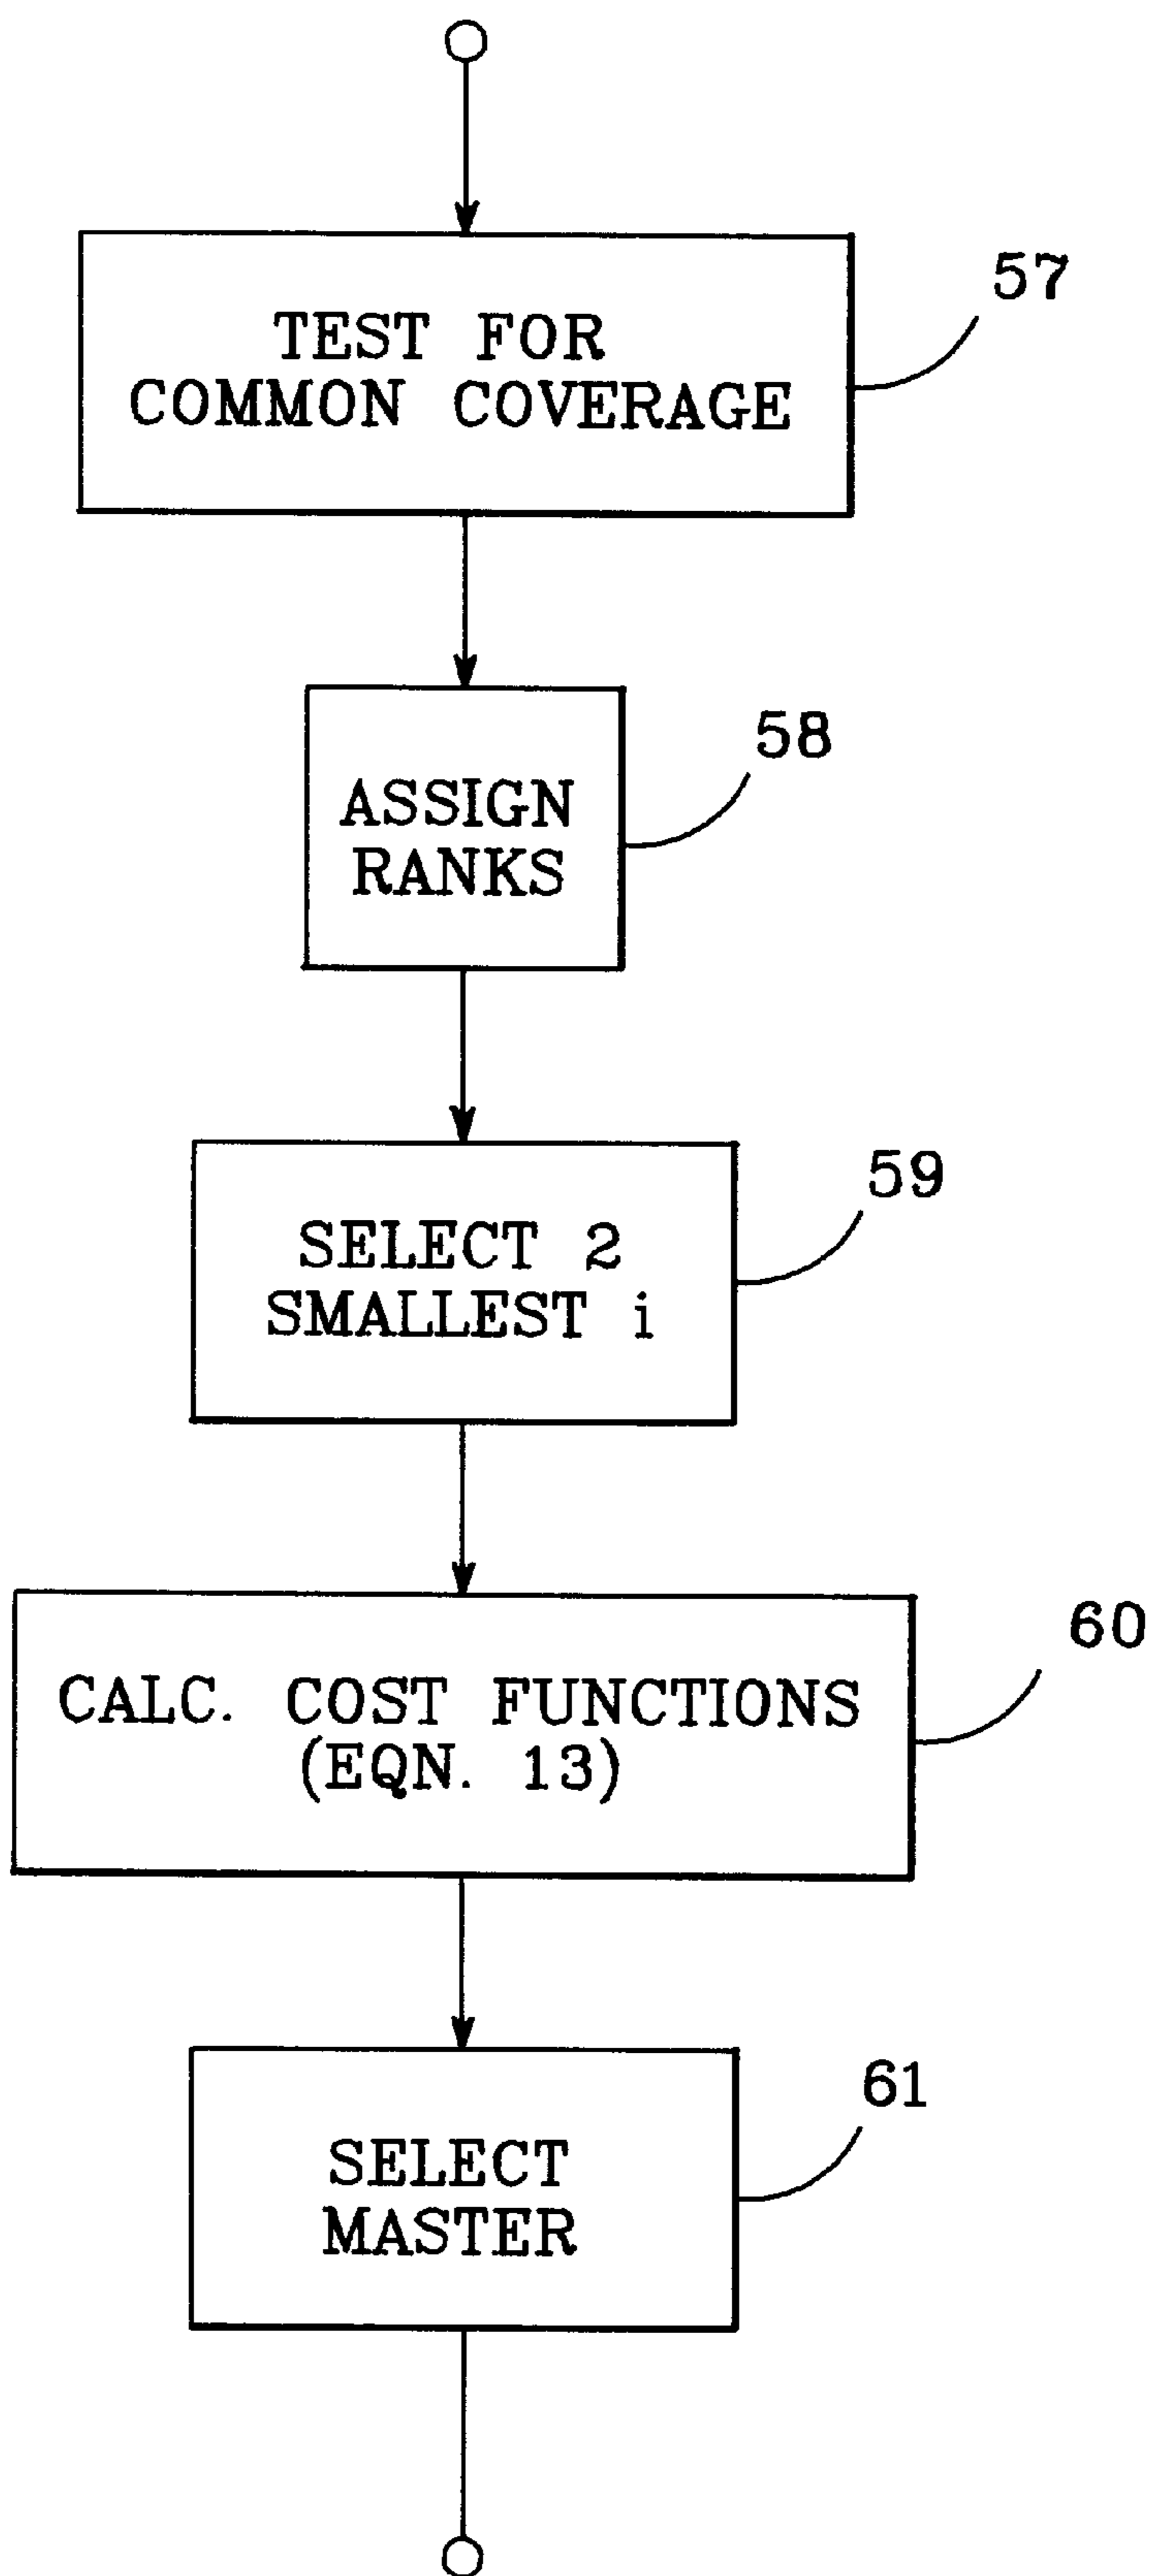 57
TEST FOR
COMMON COVERAGE
58
ASSIGN
RANKS
59
SELECT 2
SMALLEST i
60
CALC. COST FUNCTIONS
(EQN. 13)
61
SELECT
MASTER